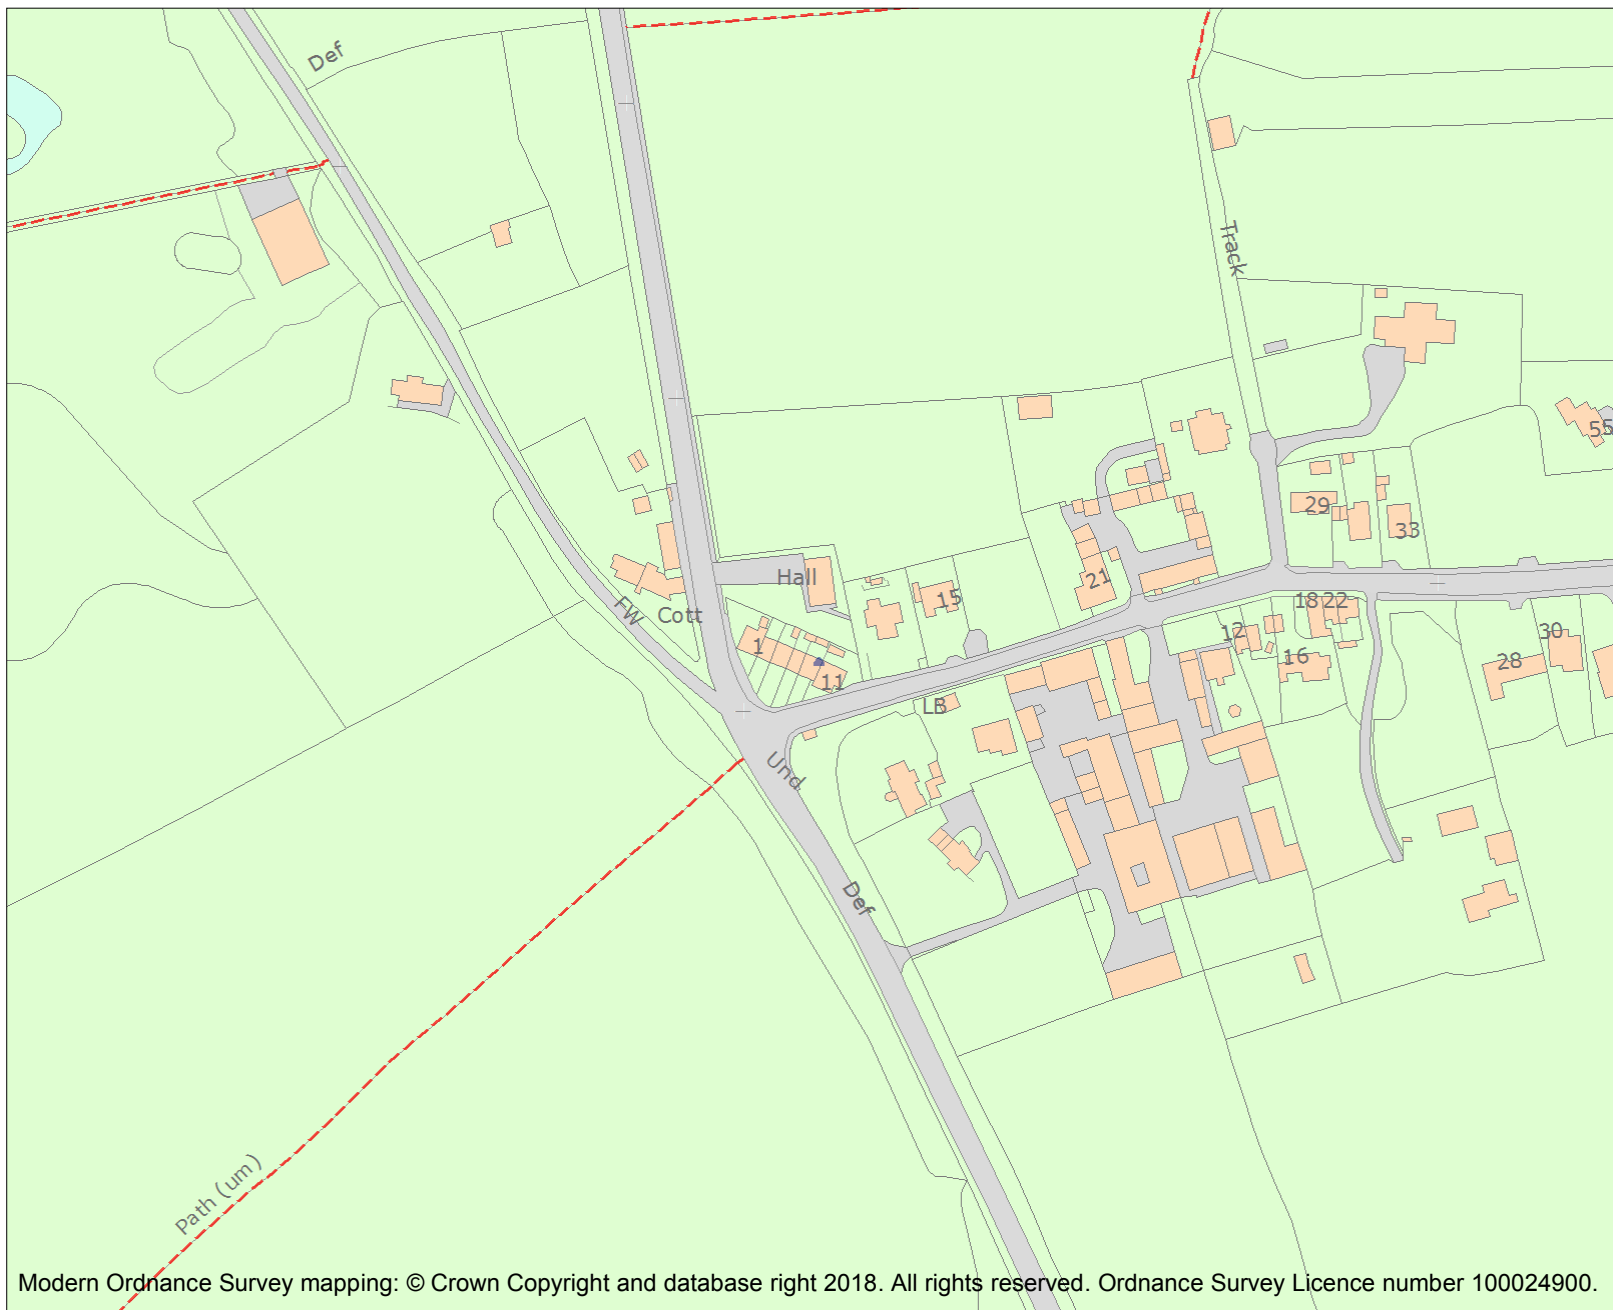 Def
Track
55
29
33
Hall
21
15
FW
Cott
18 22
12
30
1
16
28
11
LB
Und
Def
Path (um)
Modern Ordnance Survey mapping: © Crown Copyright and database right 2018. All rights reserved. Ordnance Survey Licence number 100024900.